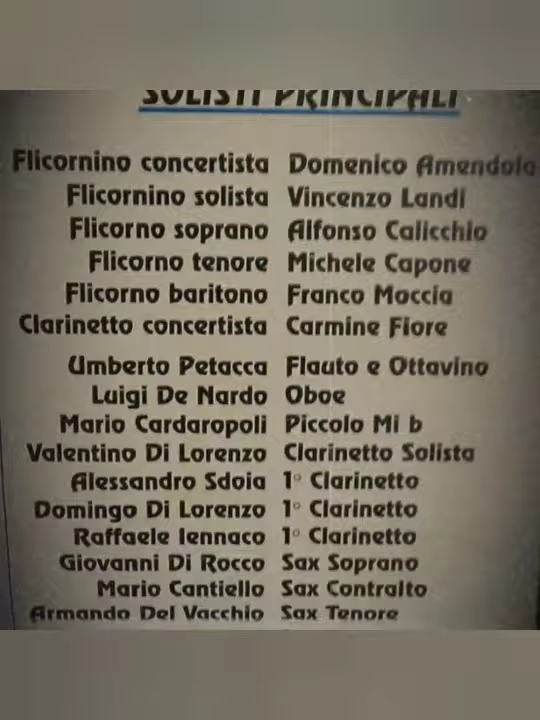 SOLISTI PRINCIPALI
Flicornino concertista Domenico Amendola
Flicornino solista Vincenzo Landi
Flicorno soprano Alfonso Calicchio
Flicorno tenore Michele Capone
Flicorno baritono Franco Moccia
Clarinetto concertista Carmine Fiore
Umberto Petacca Flauto e Ottavino
Luigi De Nardo Oboe
Mario Cardaropoli Piccolo Mi b
Valentino Di Lorenzo Clarinetto Solista
Alessandro Sdoia 1° Clarinetto
Domingo Di Lorenzo 1° Clarinetto
Raffaele Iennaco 1° Clarinetto
Giovanni Di Rocco Sax Soprano
Mario Cantiello Sax Contralto
Armando Del Vacchio Sax Tenore